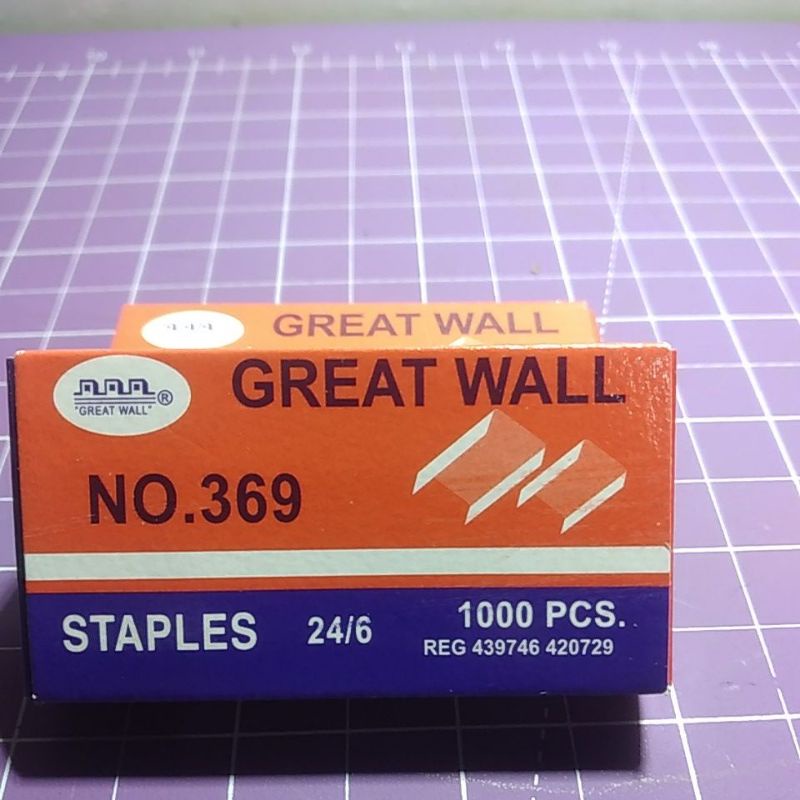 GREAT WALL
"GREAT WALL" ®
GREAT WALL
NO.369
STAPLES 24/6 1000 PCS.
REG 439746 420729